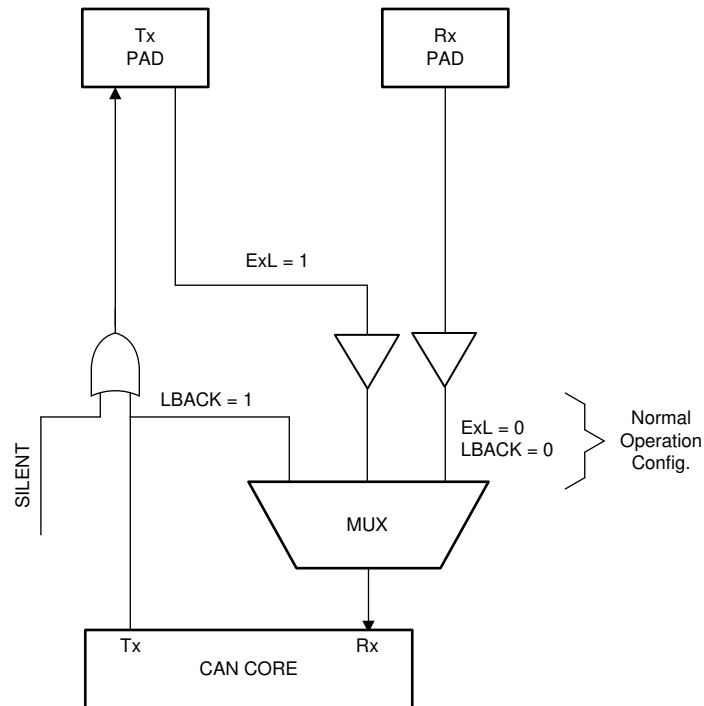 Tx
PAD
Rx
PAD
ExL = 1
LBACK = 1
ExL = 0
LBACK = 0
Normal
Operation
Config.
SILENT
MUX
Tx
Rx
CAN CORE